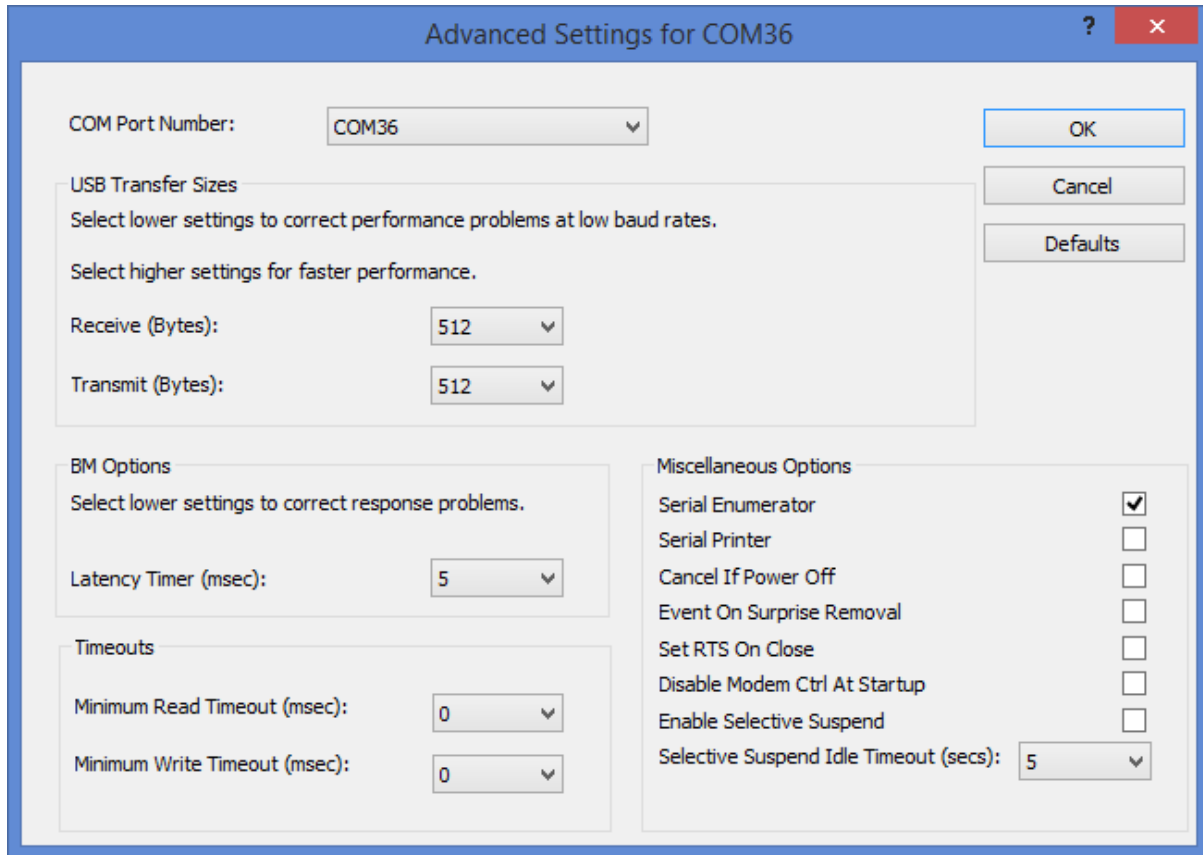 Advanced Settings for COM36
?
COM Port Number:
COM36
OK
Cancel
Defaults
USB Transfer Sizes
Select lower settings to correct performance problems at low baud rates.
Select higher settings for faster performance.
Receive (Bytes):
512
Transmit (Bytes):
512
BM Options
Select lower settings to correct response problems.
Latency Timer (msec):
5
Timeouts
Minimum Read Timeout (msec):
0
Minimum Write Timeout (msec):
0
Miscellaneous Options
Serial Enumerator
Serial Printer
Cancel If Power Off
Event On Surprise Removal
Set RTS On Close
Disable Modem Ctrl At Startup
Enable Selective Suspend
Selective Suspend Idle Timeout (secs):
5